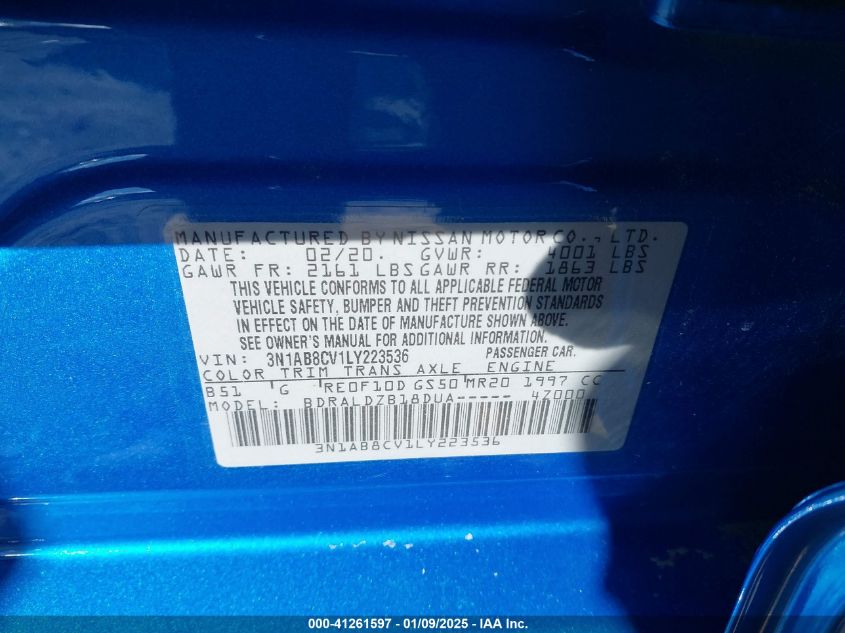 MANUFACTURED BY NISSAN MOTOR CO., LTD.
DATE: 02/20. GVWR: 4001 LBS
GAWR FR: 2161 LBS GAWR RR: 1863 LBS
THIS VEHICLE CONFORMS TO ALL APPLICABLE FEDERAL MOTOR
VEHICLE SAFETY, BUMPER AND THEFT PREVENTION STANDARDS
IN EFFECT ON THE DATE OF MANUFACTURE SHOWN ABOVE.
SEE OWNER'S MANUAL FOR ADDITIONAL INFORMATION.
VIN: 3N1AB8CV1LY223536 PASSENGER CAR.
COLOR TRIM TRANS AXLE ENGINE
B51 G RE0F10D GS50 MR20 1997 CC
MODEL: BDRALDZB18DUA----- 47000
3N1AB8CV1LY223536
000-41261597 - 01/09/2025 - IAA Inc.